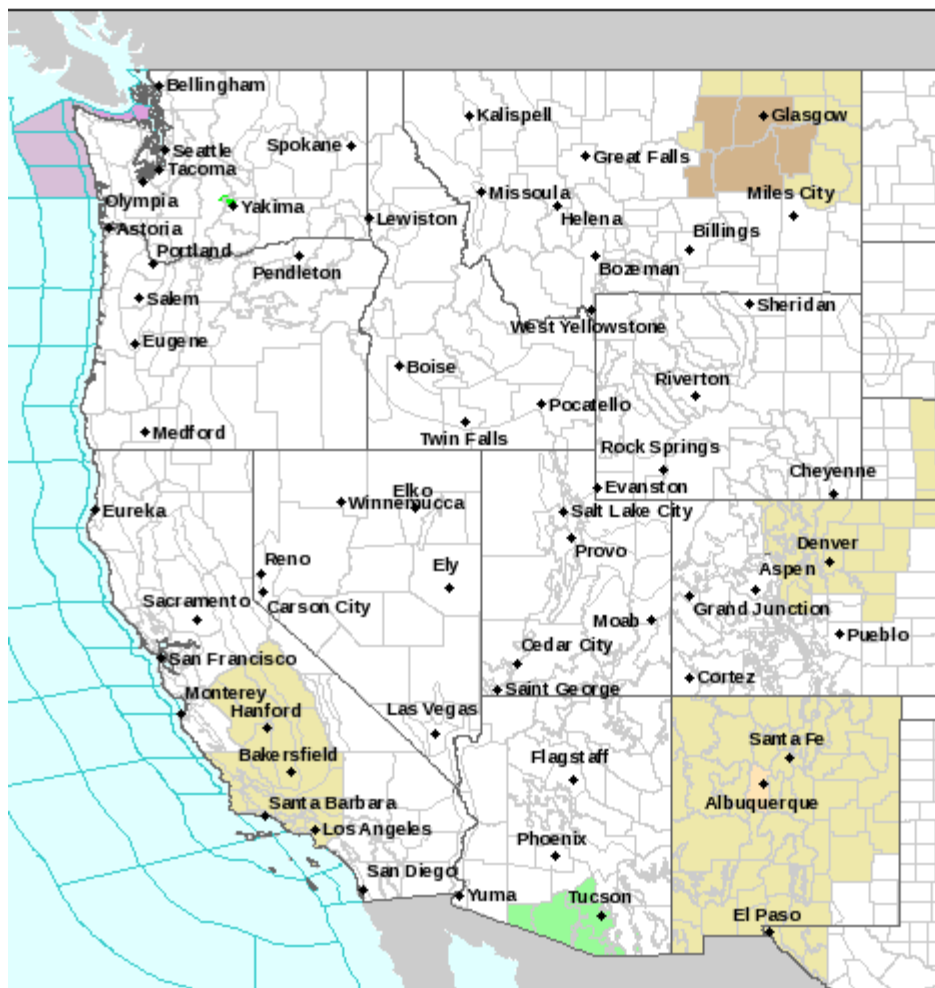 Bellingham
Kalispell
Glasgow
Seattle
Spokane
Great Falls
Tacoma
Missoula
Miles City
Olympia
Yakima
Lewiston
Helena
Astoria
Billings
Portland
Pendleton
Bozeman
Salem
Sheridan
West Yellowstone
Eugene
Boise
Riverton
Pocatello
Medford
Twin Falls
Rock Springs
Cheyenne
Elko
Evanston
Winnemucca
Eureka
Salt Lake City
Denver
Provo
Reno
Ely
Aspen
Sacramento
Carson City
Grand Junction
Moab
Pueblo
Cedar City
San Francisco
Cortez
Saint George
Monterey
Las Vegas
Hanford
Santa Fe
Bakersfield
Flagstaff
Albuquerque
Santa Barbara
Los Angeles
Phoenix
San Diego
Yuma
Tucson
El Paso